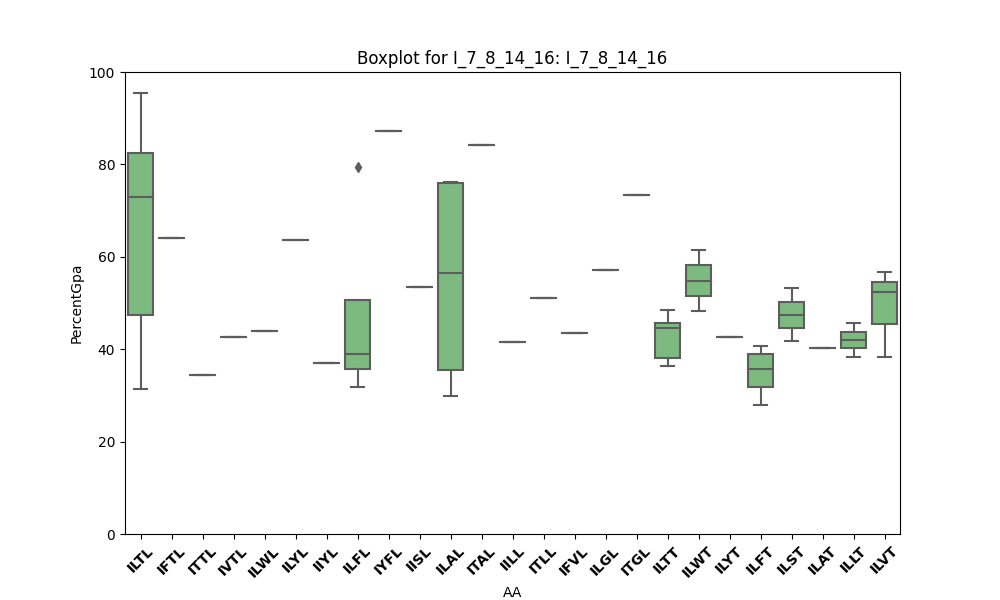 Boxplot for I_7_8_14_16: I_7_8_14_16
100
80
60
40
20
0
PercentGpa
ILTL IFTL ITTL IVTL ILWL ILYL IIYL ILFL IYFL IISL ILAL ITAL IILL ITLL IFVL ILGL ITGL ILTT ILWT ILYT ILFT ILST ILAT ILLT ILVT
AA